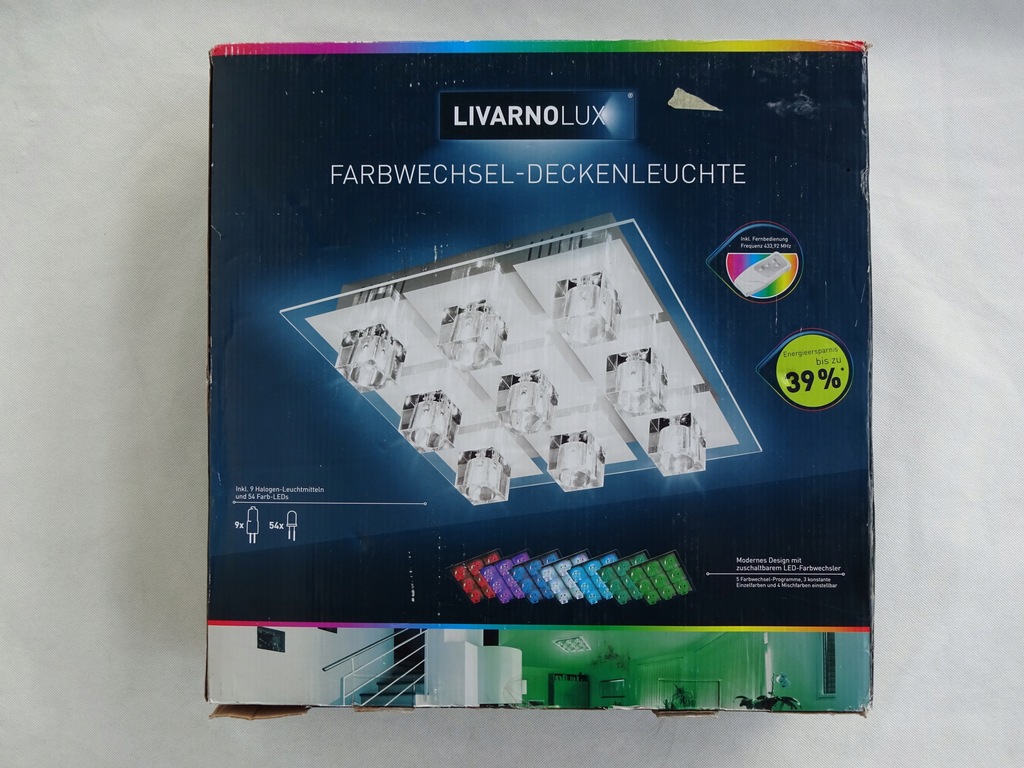 LIVARNOLUX®
FARBWECHSEL-DECKENLEUCHTE
Inkl. Fernbedienung
Frequenz 433,92 MHz
Energieersparnis
bis zu
39%*
Inkl. 9 Halogen-Leuchtmitteln
und 54 Farb-LEDs
9x 54x
Modernes Design mit
zuschaltbarem LED-Farbwechsler
5 Farbwechsel-Programme, 3 konstante
Einzelfarben und 4 Mischfarben einstellbar